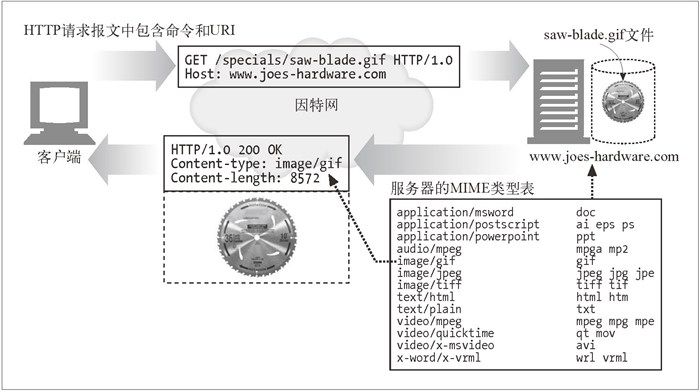 HTTP请求报文中包含命令和URI
saw-blade.gif文件
GET /specials/saw-blade.gif HTTP/1.0
Host: www.joes-hardware.com
因特网
客户端
HTTP/1.0 200 OK
Content-type: image/gif
Content-length: 8572
www.joes-hardware.com
服务器的MIME类型表
application/msword doc
application/postscript ai eps ps
application/powerpoint ppt
audio/mpeg mpga mp2
image/gif gif
image/jpeg jpeg jpg jpe
image/tiff tiff tif
text/html html htm
text/plain txt
video/mpeg mpeg mpg mpe
video/quicktime qt mov
video/x-msvideo avi
x-word/x-vrml wrl vrml